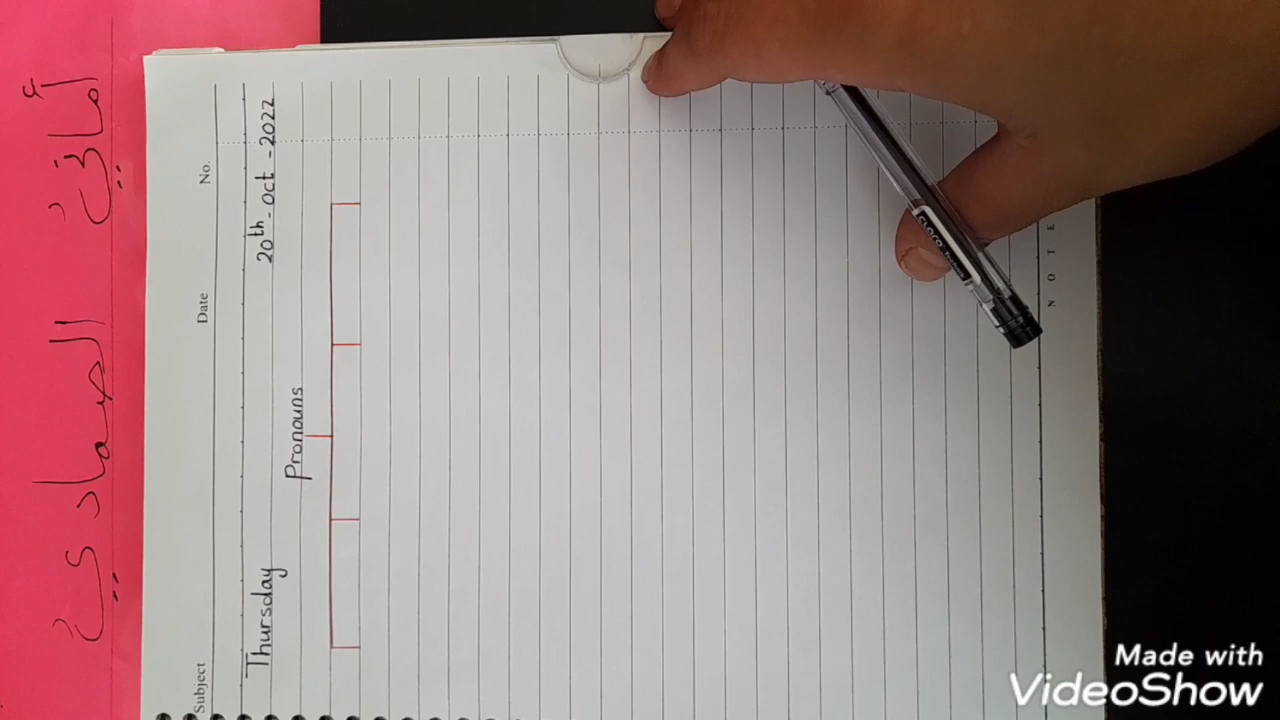 أماني الصمادي
Subject
Date
No.
Thursday
20th - oct - 2022
Pronouns
NOTE
Made with
VideoShow